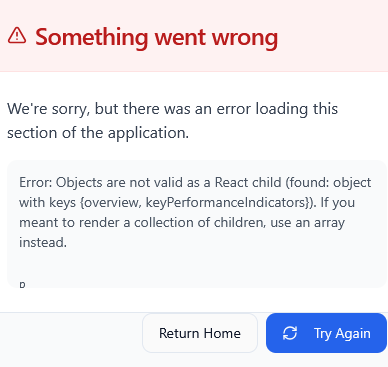 Something went wrong
We're sorry, but there was an error loading this
section of the application.
Error: Objects are not valid as a React child (found: object
with keys {overview, keyPerformanceIndicators}). If you
meant to render a collection of children, use an array
instead.
Return Home
Try Again